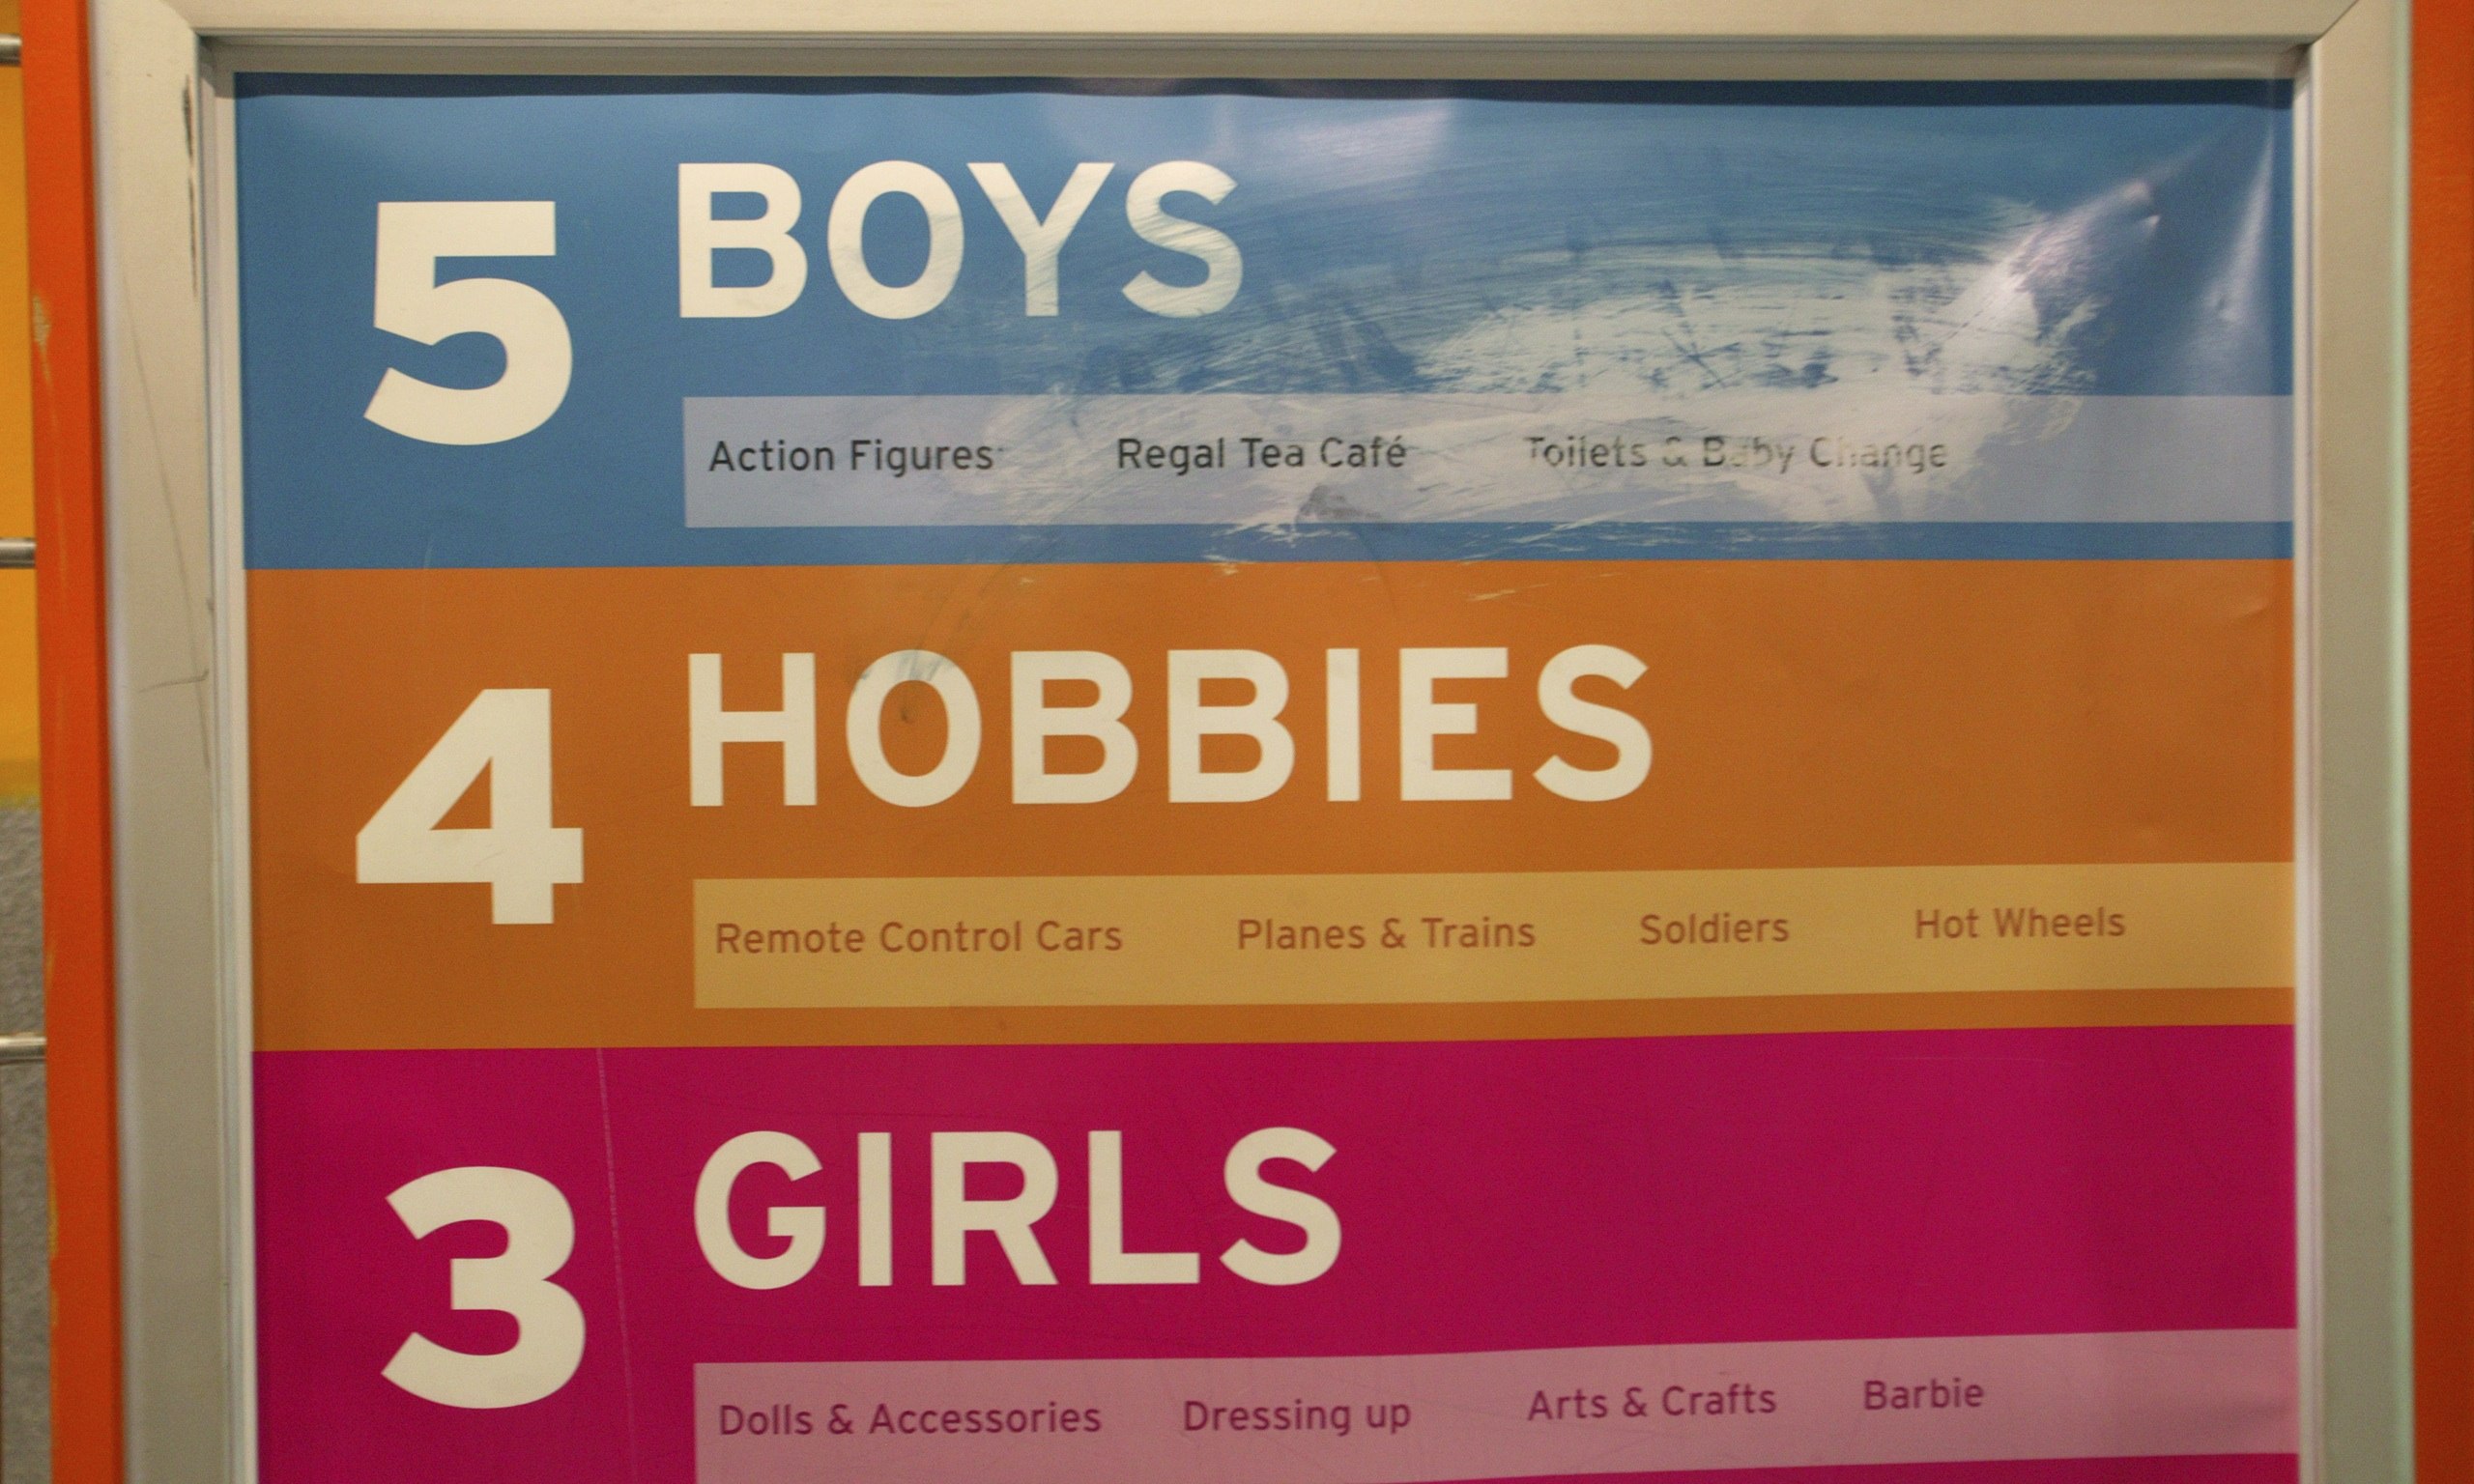 5 BOYS
Action Figures Regal Tea Café Toilets & Baby Change
4 HOBBIES
Remote Control Cars Planes & Trains Soldiers Hot Wheels
3 GIRLS
Dolls & Accessories Dressing up Arts & Crafts Barbie